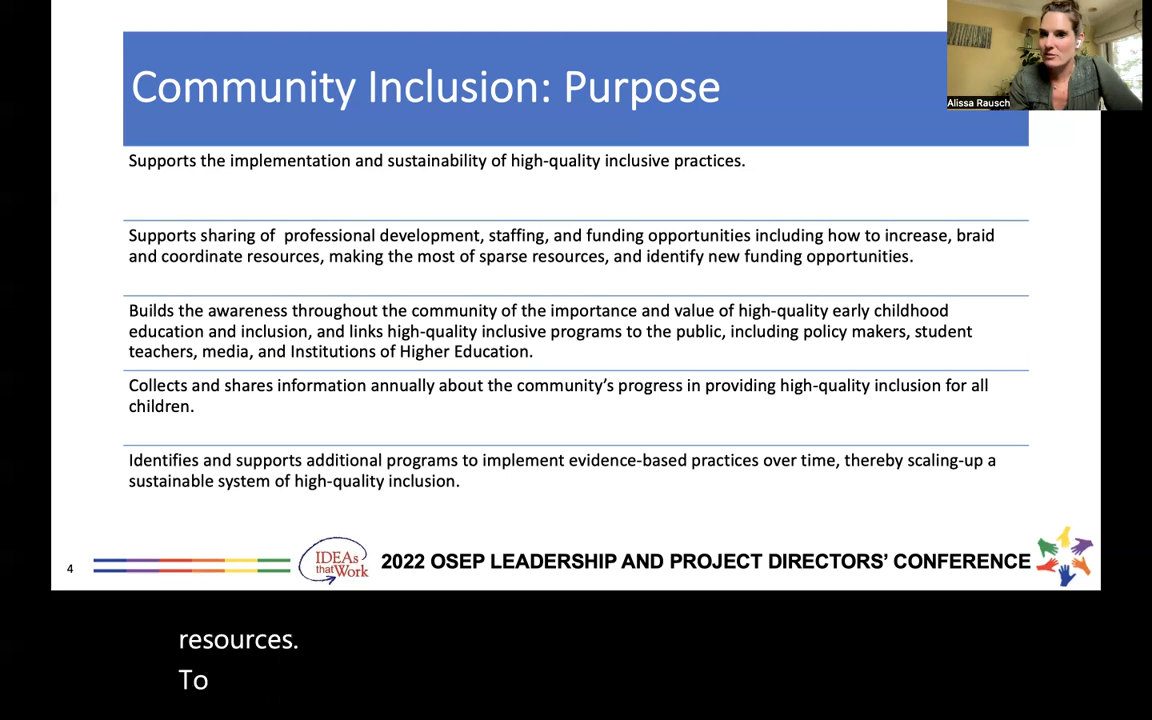 Community Inclusion: Purpose
Alissa Rausch
Supports the implementation and sustainability of high-quality inclusive practices.
Supports sharing of  professional development, staffing, and funding opportunities including how to increase, braid
and coordinate resources, making the most of sparse resources, and identify new funding opportunities.
Builds the awareness throughout the community of the importance and value of high-quality early childhood
education and inclusion, and links high-quality inclusive programs to the public, including policy makers, student
teachers, media, and Institutions of Higher Education.
Collects and shares information annually about the community’s progress in providing high-quality inclusion for all
children.
Identifies and supports additional programs to implement evidence-based practices over time, thereby scaling-up a
sustainable system of high-quality inclusion.
4
IDEAs
that Work
2022 OSEP LEADERSHIP AND PROJECT DIRECTORS’ CONFERENCE
resources.
To